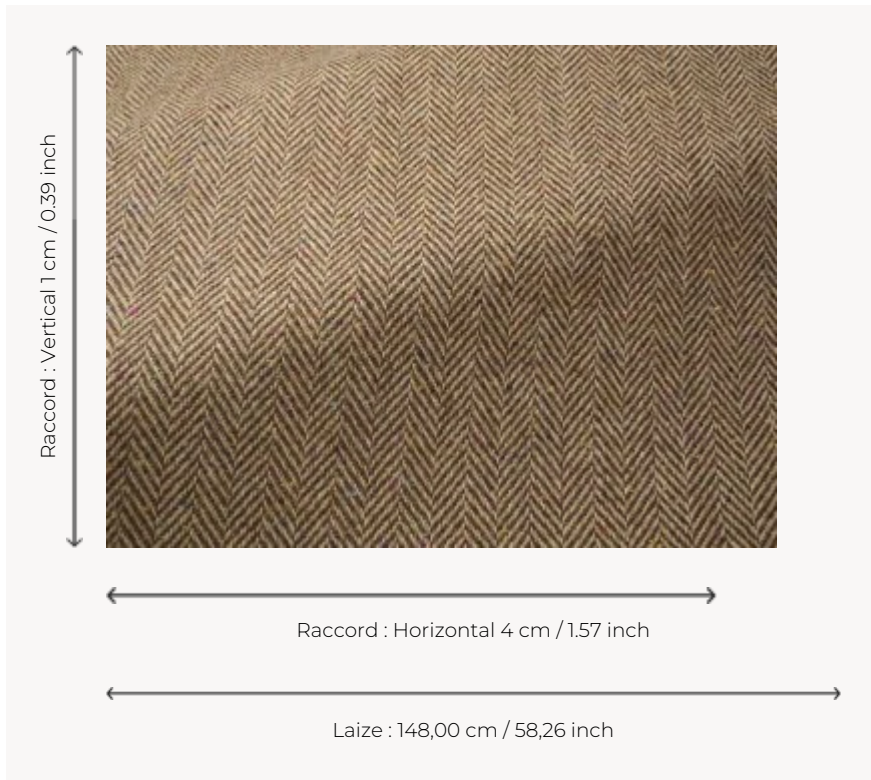 Raccord : Vertical 1 cm / 0.39 inch
Raccord : Horizontal 4 cm / 1.57 inch
Laize : 148,00 cm / 58,26 inch